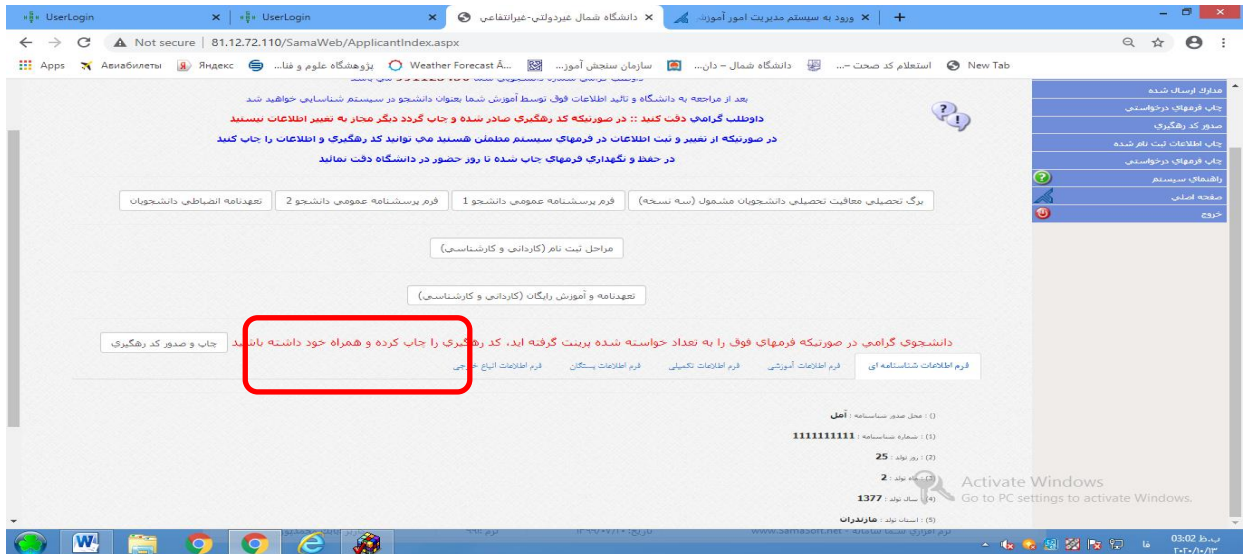 UserLogin
UserLogin
دانشگاه شمال غیردولتی-غیرانتفاعی
ورود به سیستم مدیریت امور آموزش
Not secure | 81.12.72.110/SamaWeb/ApplicantIndex.aspx
Apps Авиабилеты Яндекс پژوهشگاه علوم و فنا... Weather Forecast Â... سازمان سنجش آموز... دانشگاه شمال – دان... استعلام کد صحت –... New Tab
بعد از مراجعه به دانشگاه و تائید اطلاعات فوق توسط آموزش شما بعنوان دانشجو در سیستم شناسایی خواهید شد
داوطلب گرامی دقت کنید :: در صورتیکه کد رهگیری صادر شده و چاپ گردد دیگر مجاز به تغییر اطلاعات نیستید
در صورتیکه از تغییر و ثبت اطلاعات در فرمهای سیستم مطمئن هستید می توانید کد رهگیری و اطلاعات را چاپ کنید
در حفظ و نگهداری فرمهای چاپ شده تا روز حضور در دانشگاه دقت نمائید
مدارك ارسال شده
چاپ فرمهای درخواستی
صدور کد رهگیری
چاپ اطلاعات ثبت نام شده
چاپ فرمهای درخواستی
راهنمای سیستم
صفحه اصلی
خروج
برگ تحصیلی معافیت تحصیلی دانشجویان مشمول (سه نسخه) فرم پرسشنامه عمومی دانشجو 1 فرم پرسشنامه عمومی دانشجو 2 تعهدنامه انضباطی دانشجویان
مراحل ثبت نام (کاردانی و کارشناسی)
تعهدنامه و آموزش رایگان (کاردانی و کارشناسی)
دانشجوی گرامی در صورتیکه فرمهای فوق را به تعداد خواسته شده پرینت گرفته اید، کد رهگیری را چاپ کرده و همراه خود داشته باشید چاپ و صدور کد رهگیری
فرم اطلاعات شناسنامه ای فرم اطلاعات آموزشی فرم اطلاعات تکمیلی فرم اطلاعات بستگان فرم اطلاعات اتباع خارجی
() : محل صدور شناسنامه : آمل
(1) : شماره شناسنامه : 1111111111
(2) : روز تولد : 25
(3) : ماه تولد : 2
(4) : سال تولد : 1377
(5) : استان تولد : مازندران
Activate Windows
Go to PC settings to activate Windows.
فا
03:02 ب.ظ
۲۰۲۰/۱۰/۱۳